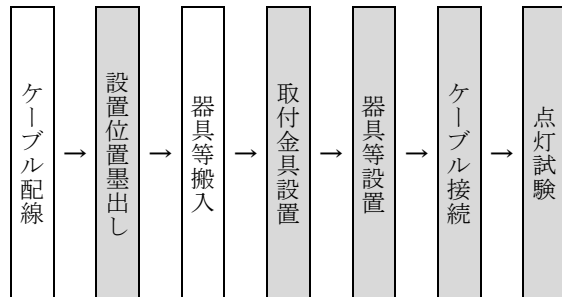 ケーブル配線
→
設置位置墨出し
→
器具等搬入
→
取付金具設置
→
器具等設置
→
ケーブル接続
→
点灯試験